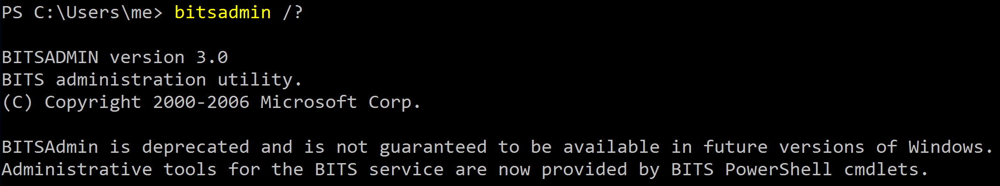 PS C:\Users\me> bitsadmin /?
BITSADMIN version 3.0
BITS administration utility.
(C) Copyright 2000-2006 Microsoft Corp.
BITSAdmin is deprecated and is not guaranteed to be available in future versions of Windows.
Administrative tools for the BITS service are now provided by BITS PowerShell cmdlets.